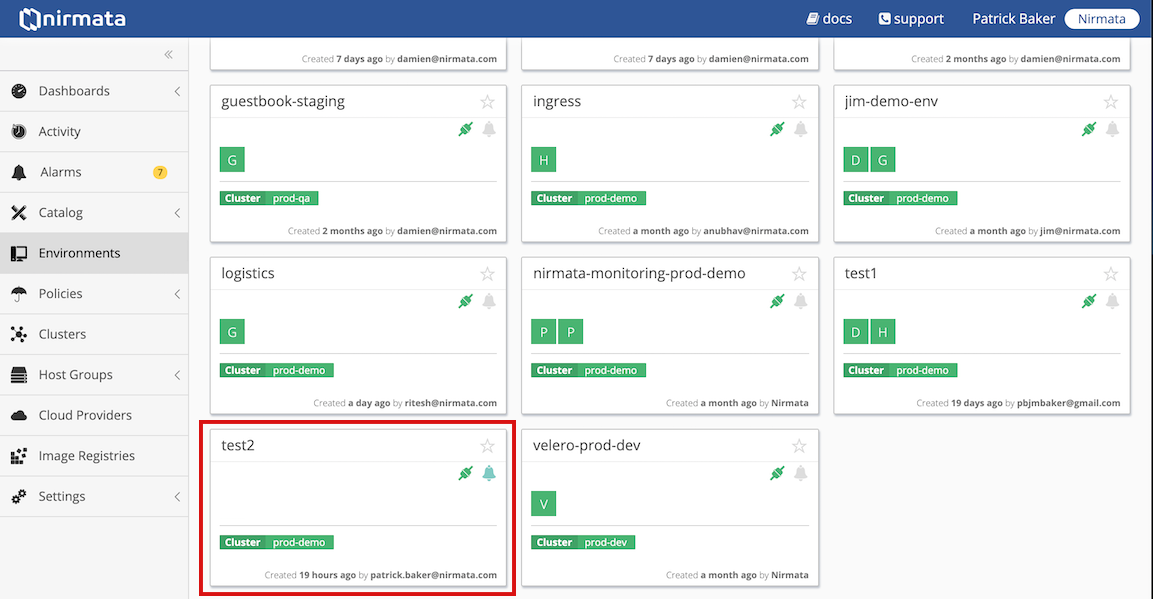 nirmata
docs
support
Patrick Baker
Nirmata
Dashboards
Activity
Alarms
7
Catalog
Environments
Policies
Clusters
Host Groups
Cloud Providers
Image Registries
Settings
Created 7 days ago by damien@nirmata.com
Created 7 days ago by damien@nirmata.com
Created 2 months ago by damien@nirmata.com
guestbook-staging
G
Cluster prod-qa
Created 2 months ago by damien@nirmata.com
ingress
H
Cluster prod-demo
Created a month ago by anubhav@nirmata.com
jim-demo-env
D G
Cluster prod-demo
Created a month ago by jim@nirmata.com
logistics
G
Cluster prod-demo
Created a day ago by ritesh@nirmata.com
nirmata-monitoring-prod-demo
P P
Cluster prod-demo
Created a month ago by Nirmata
test1
D H
Cluster prod-demo
Created 19 days ago by pbjmbaker@gmail.com
test2
Cluster prod-demo
Created 19 hours ago by patrick.baker@nirmata.com
velero-prod-dev
V
Cluster prod-dev
Created a month ago by Nirmata